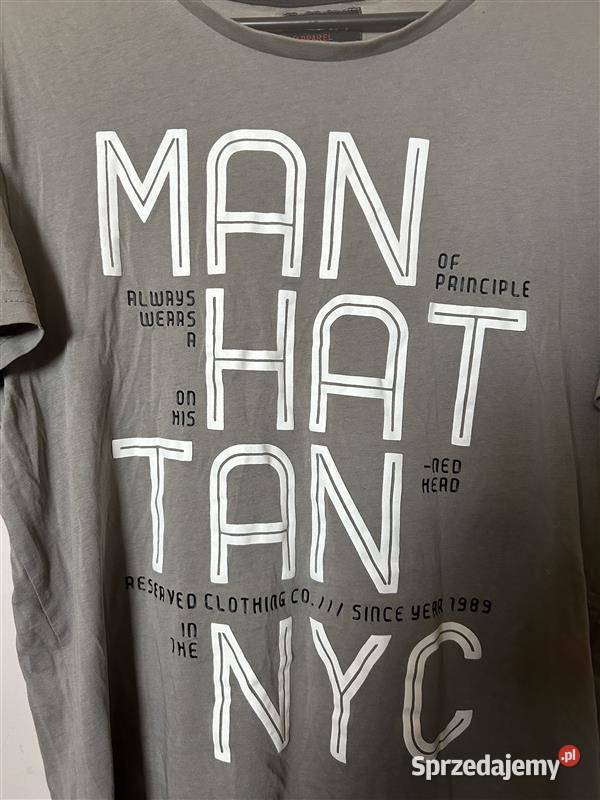 APPAREL
MAN
OF
PRINCIPLE
ALWAYS
WEARS
A
HAT
ON
HIS
TAN
-NED
HEAD
RESERVED CLOTHING CO./// SINCE YEAR 1989
IN
THE
NYC
Sprzedajemy.pl